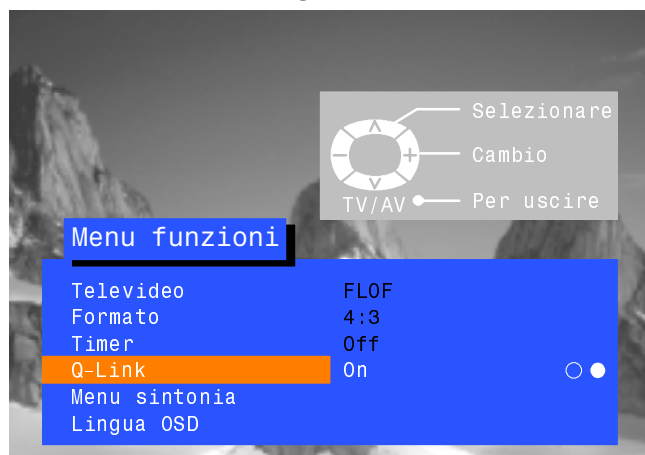 Selezionare
Cambio
TV/AV Per uscire
Menu funzioni
Televideo FLOF
Formato 4:3
Timer Off
Q-Link On
Menu sintonia
Lingua OSD